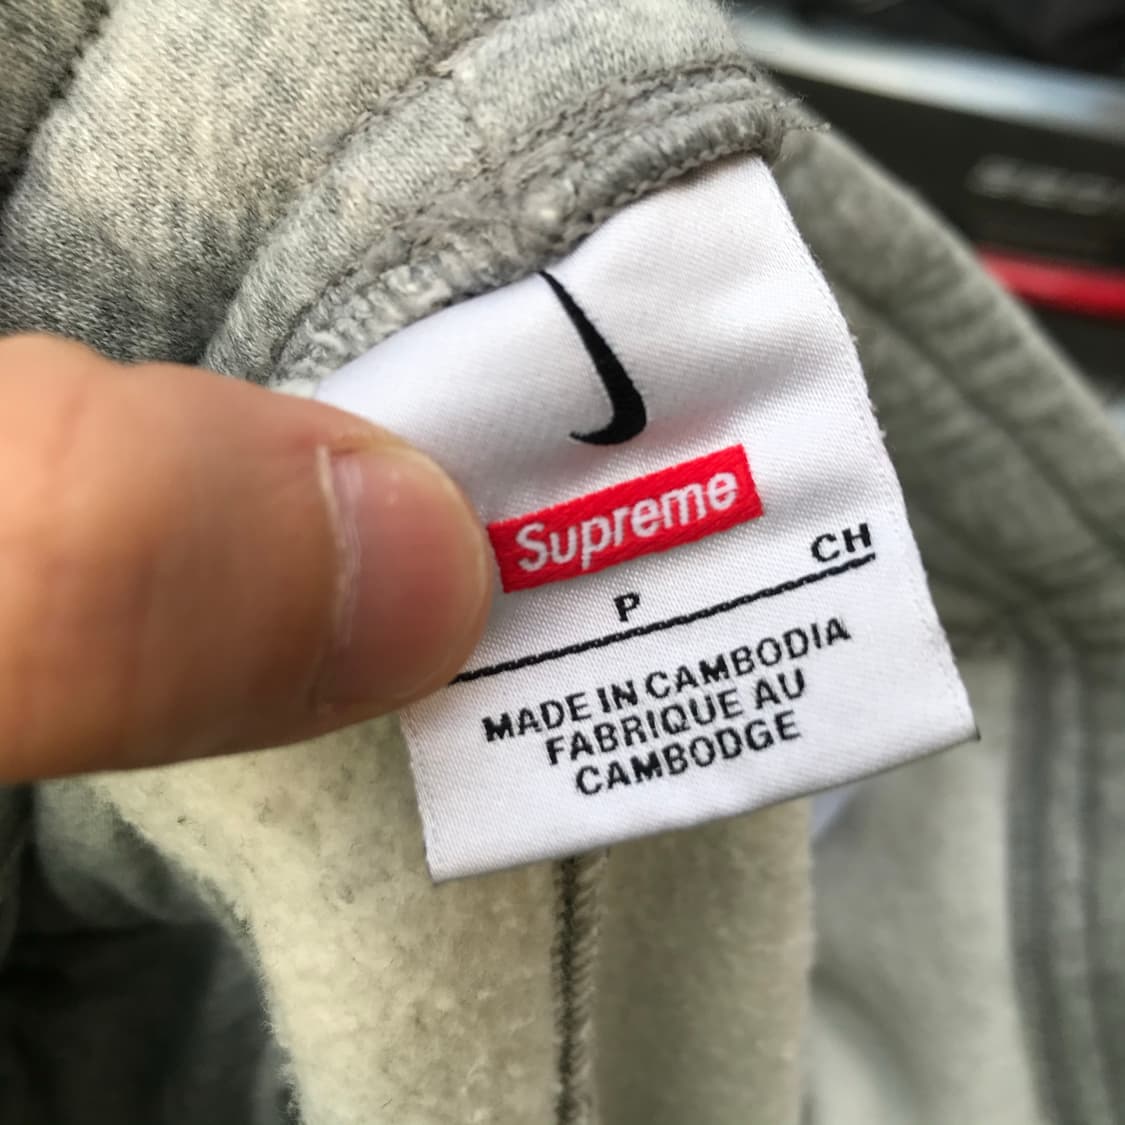 Supreme
CH
P
MADE IN CAMBODIA
FABRIQUE AU
CAMBODGE